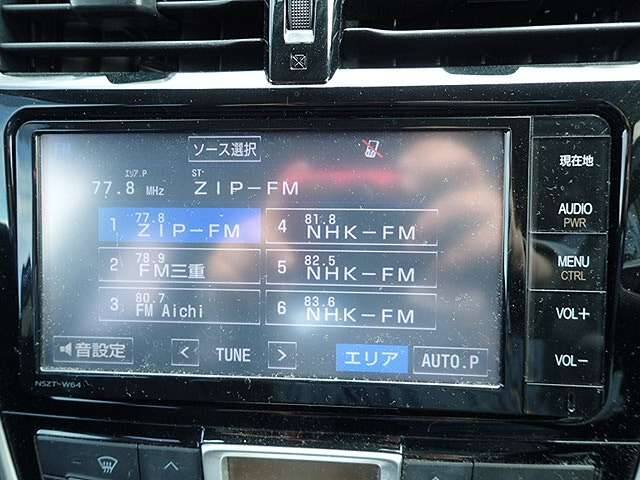 ソース選択
エリア.P ST-
77.8 MHz ZIP-FM
1 77.8 ZIP-FM
4 81.8 NHK-FM
2 78.9 FM三重
5 82.5 NHK-FM
3 80.7 FM Aichi
6 83.6 NHK-FM
音設定 < TUNE > エリア AUTO.P
NSZT-W64
現在地
AUDIO
PWR
MENU
CTRL
VOL+
VOL-